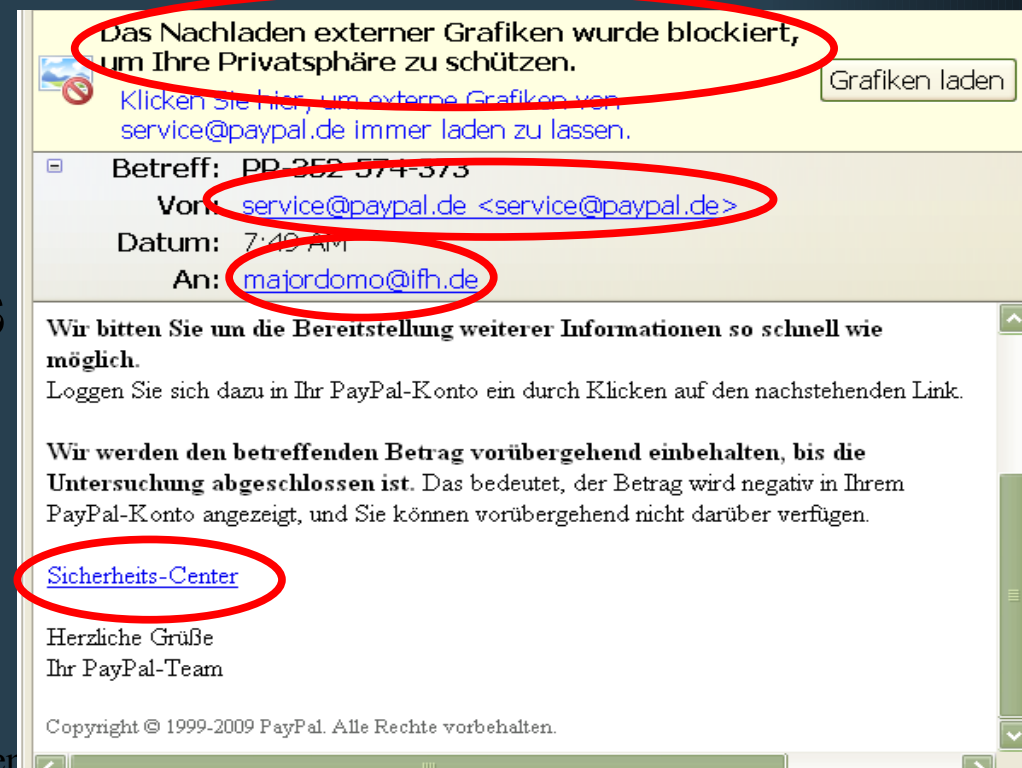 Das Nachladen externer Grafiken wurde blockiert,
um Ihre Privatsphäre zu schützen.
Grafiken laden
Klicken Sie hier, um externe Grafiken von
service@paypal.de immer laden zu lassen.
Betreff: PP-352-574-373
Von: service@paypal.de <service@paypal.de>
Datum: 7:49 AM
An: majordomo@ifh.de
Wir bitten Sie um die Bereitstellung weiterer Informationen so schnell wie
möglich.
Loggen Sie sich dazu in Ihr PayPal-Konto ein durch Klicken auf den nachstehenden Link.
Wir werden den betreffenden Betrag vorübergehend einbehalten, bis die
Untersuchung abgeschlossen ist. Das bedeutet, der Betrag wird negativ in Ihrem
PayPal-Konto angezeigt, und Sie können vorübergehend nicht darüber verfügen.
Sicherheits-Center
Herzliche Grüße
Ihr PayPal-Team
Copyright © 1999-2009 PayPal. Alle Rechte vorbehalten.